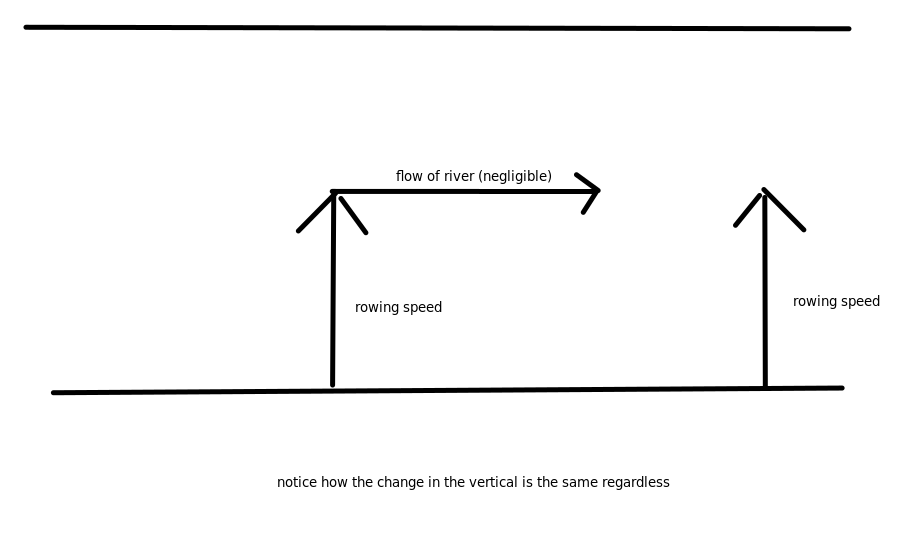 flow of river (negligible)
rowing speed
rowing speed
notice how the change in the vertical is the same regardless